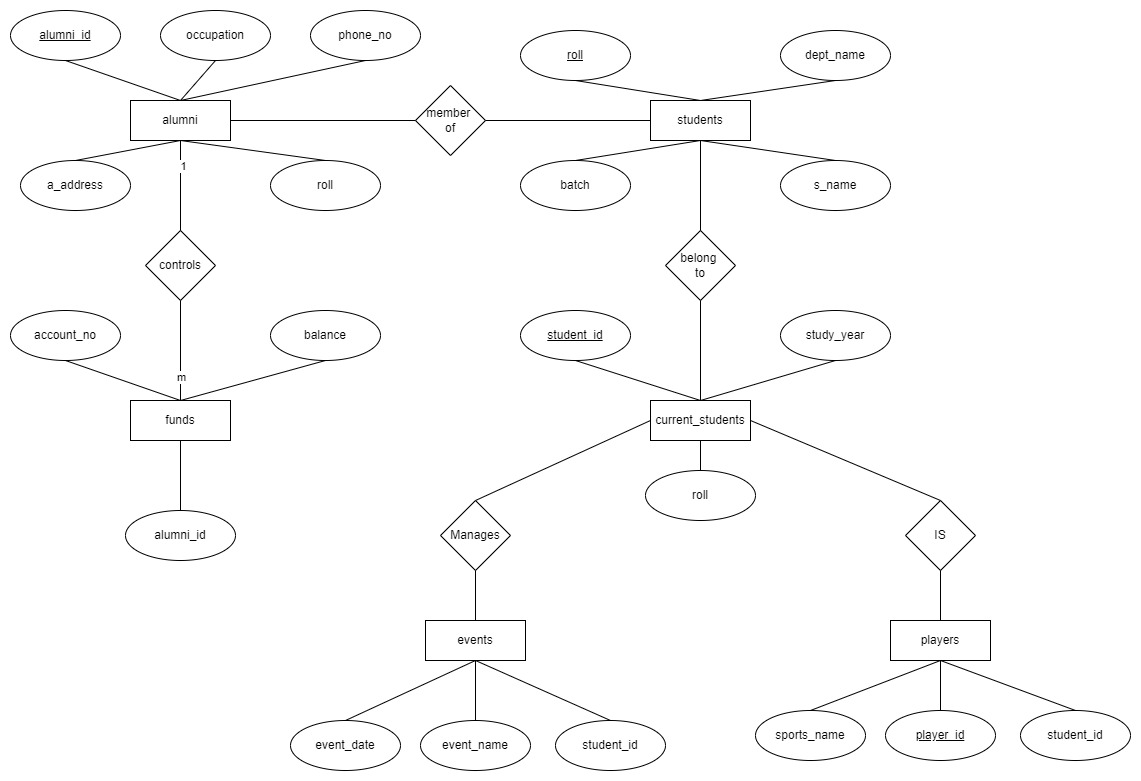 alumni_id
occupation
phone_no
roll
dept_name
alumni
member
of
students
1
a_address
roll
batch
s_name
controls
belong
to
account_no
balance
student_id
study_year
m
funds
current_students
roll
alumni_id
Manages
IS
events
players
event_date
event_name
student_id
sports_name
player_id
student_id